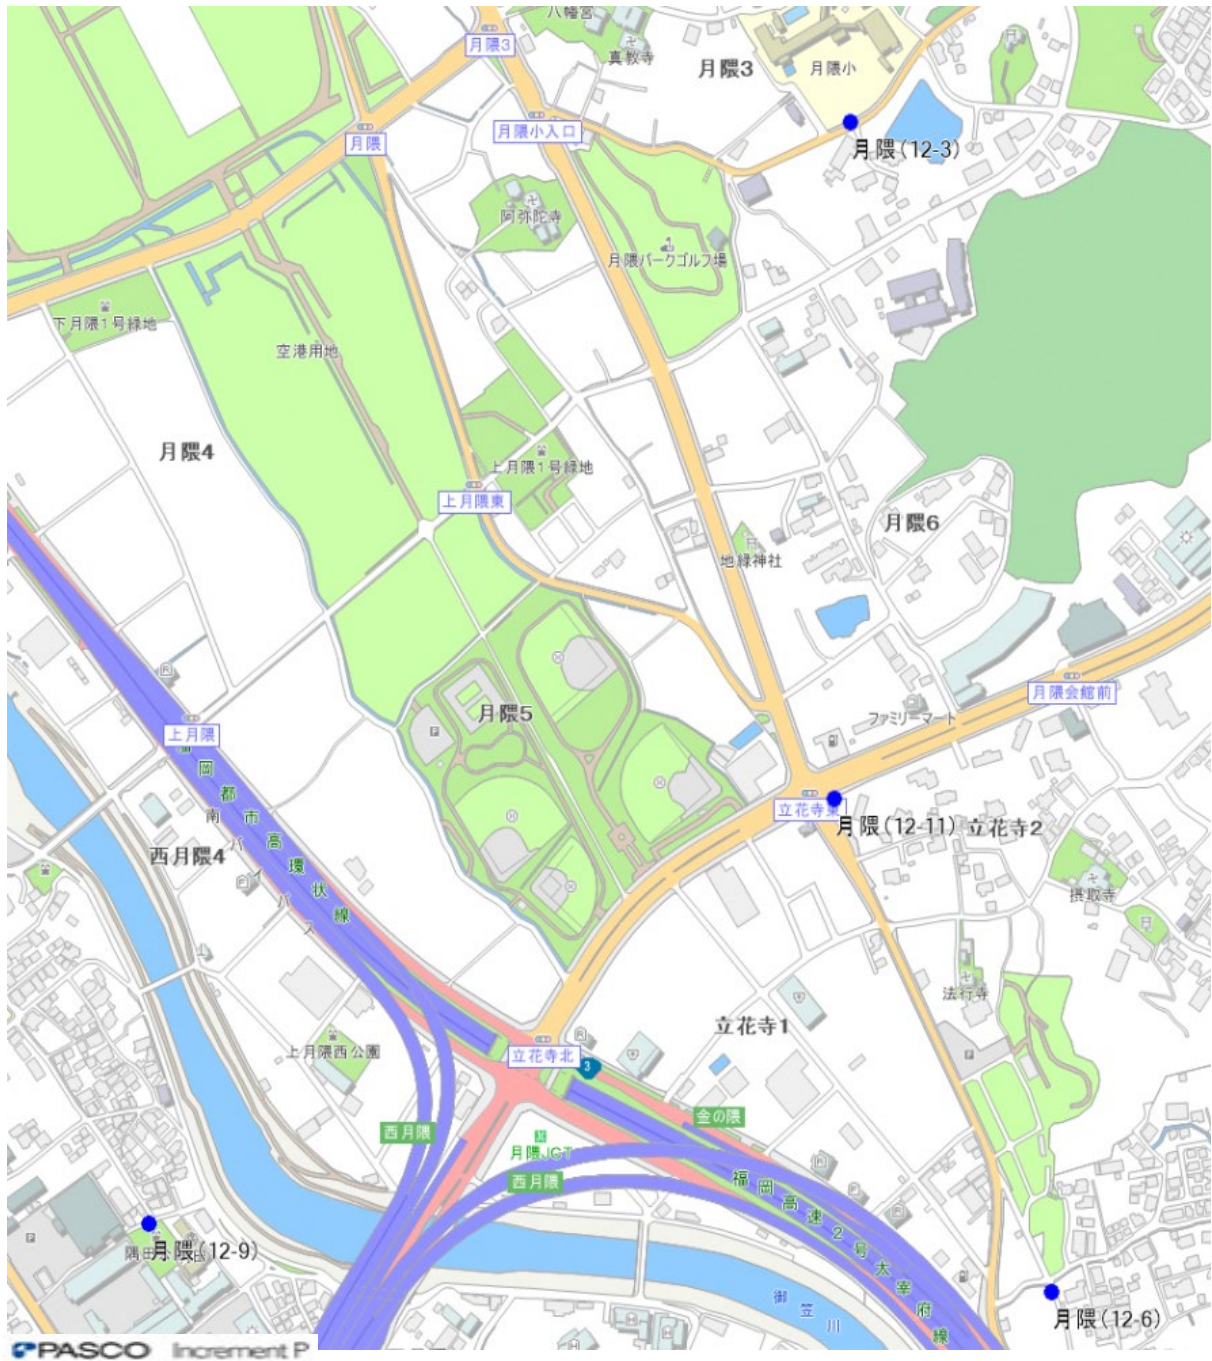 八幡宮
月隈3
真教寺
月隈3
月隈小
月隈
月隈小入口
月隈(12-3)
阿弥陀寺
月隈パークゴルフ場
下月隈1号緑地
空港用地
月隈4
上月隈1号緑地
上月隈東
月隈6
地緑神社
月隈会館前
月隈5
ファミリーマート
上月隈
福岡都市高環状線
南バイパス
立花寺東
月隈(12-11)
立花寺2
西月隈4
摂取寺
法行寺
立花寺1
上月隈西公園
立花寺北
3
金の隈
西月隈
月隈JCT
西月隈
福岡高速2号太宰府線
月隈(12-9)
御笠川
月隈(12-6)
PASCO Increment P